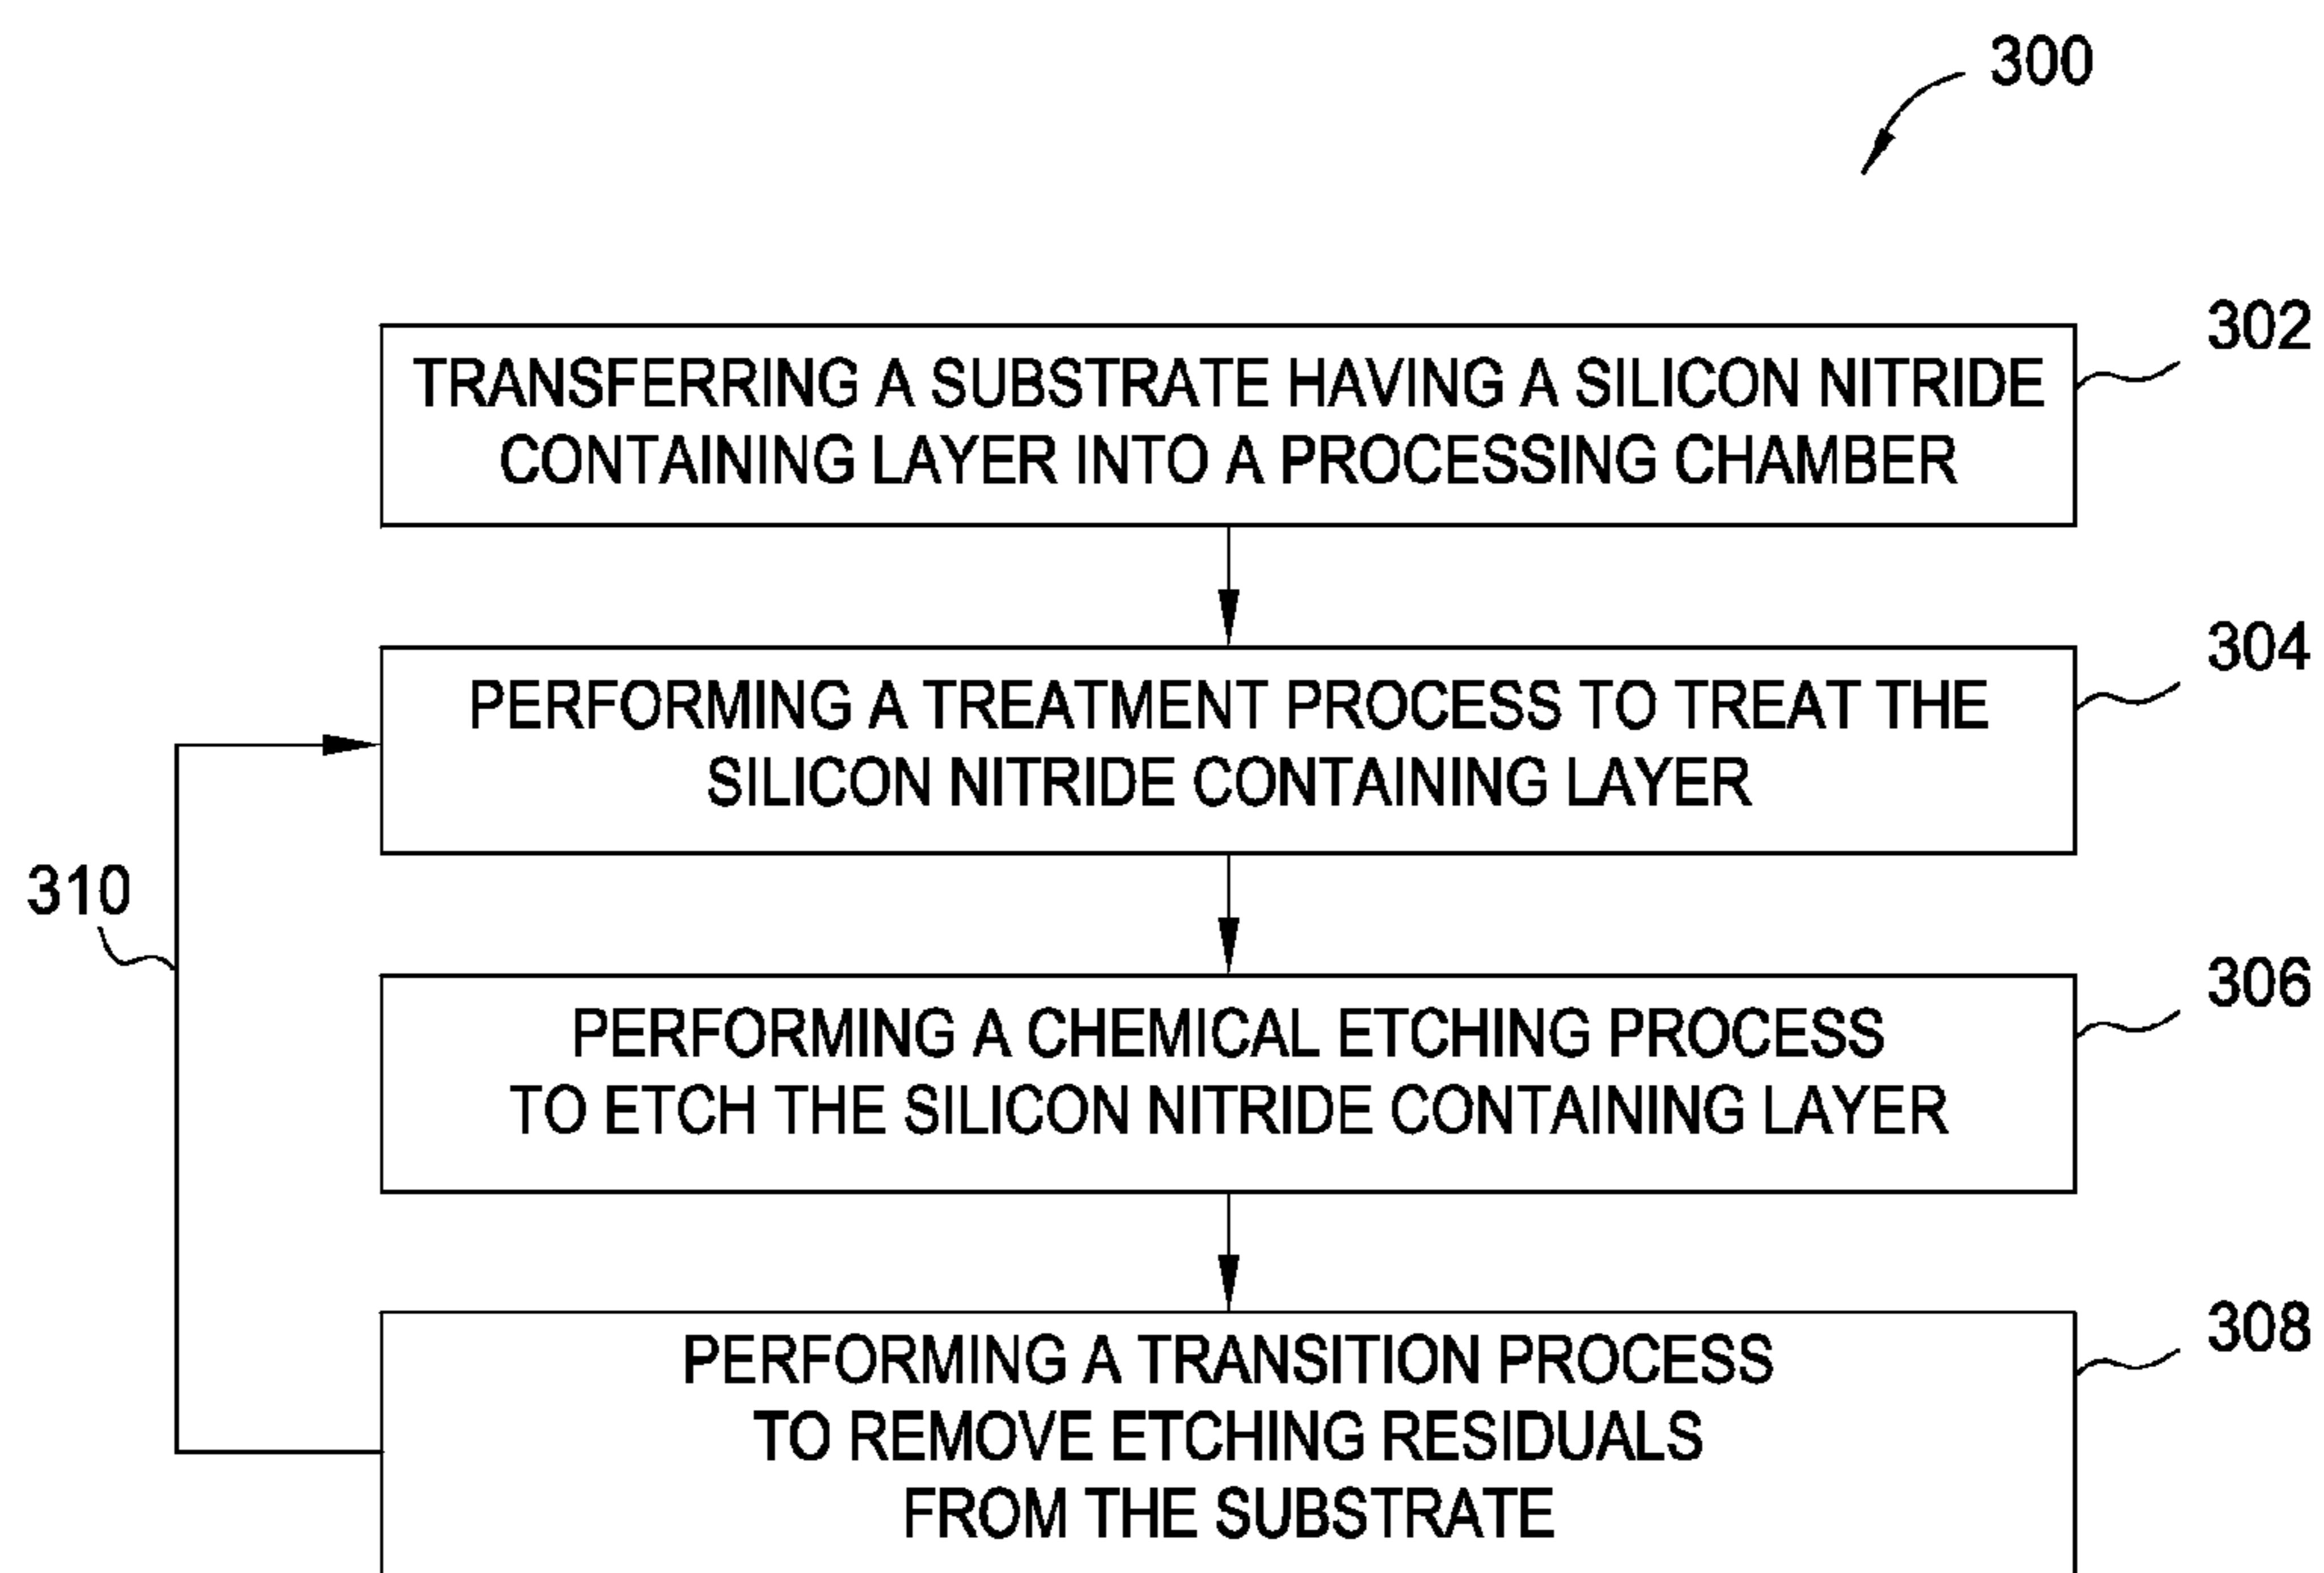 300
302
TRANSFERRING A SUBSTRATE HAVING A SILICON NITRIDE
CONTAINING LAYER INTO A PROCESSING CHAMBER
304
PERFORMING A TREATMENT PROCESS TO TREAT THE
SILICON NITRIDE CONTAINING LAYER
310
306
PERFORMING A CHEMICAL ETCHING PROCESS
TO ETCH THE SILICON NITRIDE CONTAINING LAYER
308
PERFORMING A TRANSITION PROCESS
TO REMOVE ETCHING RESIDUALS
FROM THE SUBSTRATE